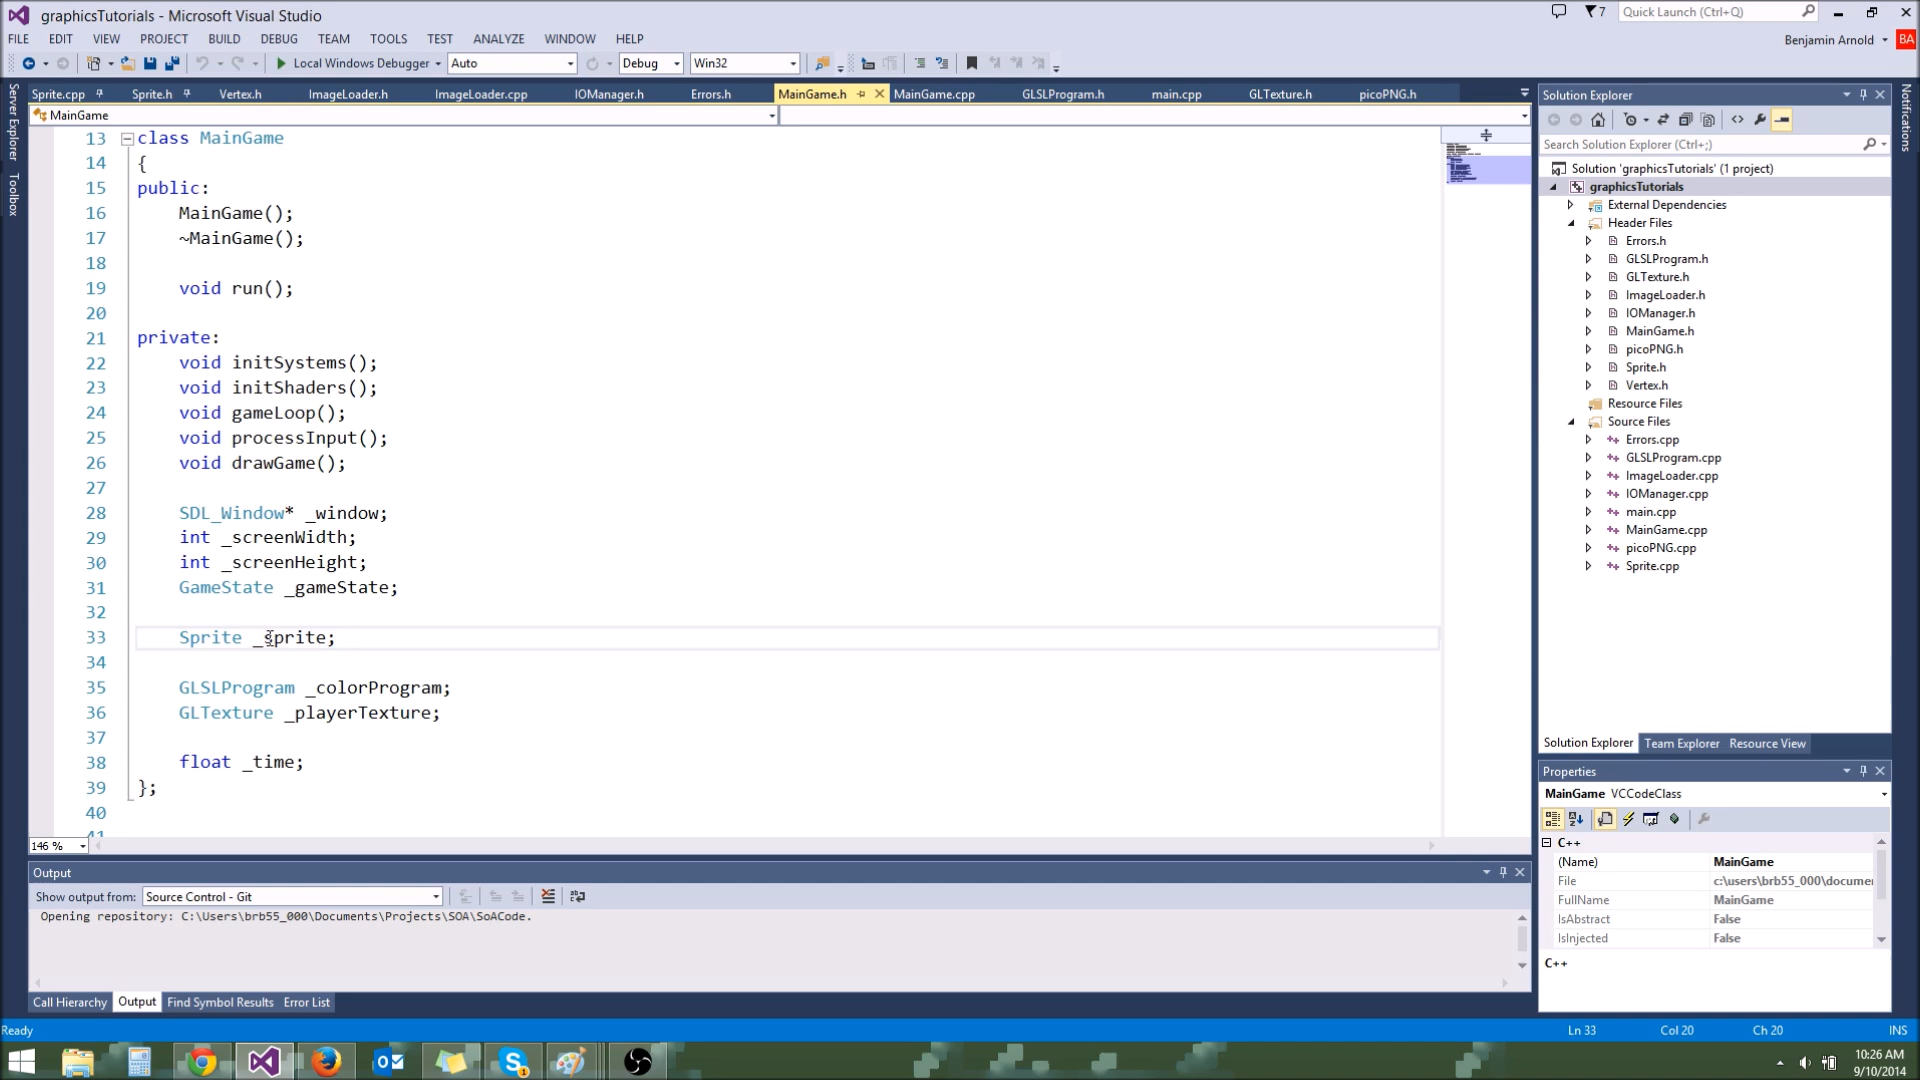 graphicsTutorials - Microsoft Visual Studio
7
Quick Launch (Ctrl+Q)
FILE EDIT VIEW PROJECT BUILD DEBUG TEAM TOOLS TEST ANALYZE WINDOW HELP
Benjamin Arnold BA
Local Windows Debugger Auto Debug Win32
Server Explorer
Toolbox
Notifications
Sprite.cpp Sprite.h Vertex.h ImageLoader.h ImageLoader.cpp IOManager.h Errors.h MainGame.h MainGame.cpp GLSLProgram.h main.cpp GLTexture.h picoPNG.h
MainGame
13 class MainGame
14 {
15 public:
16 MainGame();
17 ~MainGame();
18
19 void run();
20
21 private:
22 void initSystems();
23 void initShaders();
24 void gameLoop();
25 void processInput();
26 void drawGame();
27
28 SDL_Window* _window;
29 int _screenWidth;
30 int _screenHeight;
31 GameState _gameState;
32
33 Sprite _sprite;
34
35 GLSLProgram _colorProgram;
36 GLTexture _playerTexture;
37
38 float _time;
39 };
40
41
146 %
Solution Explorer
Search Solution Explorer (Ctrl+;)
Solution 'graphicsTutorials' (1 project)
graphicsTutorials
External Dependencies
Header Files
Errors.h
GLSLProgram.h
GLTexture.h
ImageLoader.h
IOManager.h
MainGame.h
picoPNG.h
Sprite.h
Vertex.h
Resource Files
Source Files
Errors.cpp
GLSLProgram.cpp
ImageLoader.cpp
IOManager.cpp
main.cpp
MainGame.cpp
picoPNG.cpp
Sprite.cpp
Solution Explorer Team Explorer Resource View
Properties
MainGame VCCodeClass
C++
(Name) MainGame
File c:\users\brb55_000\documen
FullName MainGame
IsAbstract False
IsInjected False
C++
Output
Show output from: Source Control - Git
Opening repository: C:\Users\brb55_000\Documents\Projects\SOA\SoACode.
Call Hierarchy Output Find Symbol Results Error List
Ready Ln 33 Col 20 Ch 20 INS
10:26 AM
9/10/2014